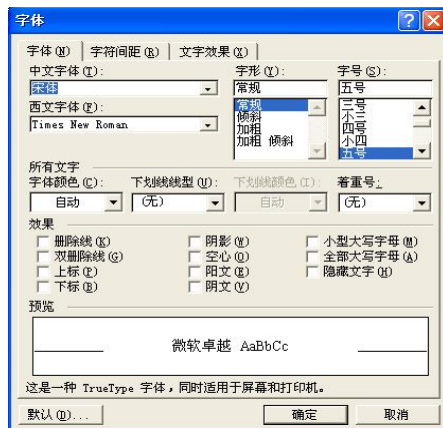 字体
字体(N) 字符间距(R) 文字效果(X)
中文字体(T): 字形(Y): 字号(S):
宋体 常规 五号
西文字体(F): 常规 三号
Times New Roman 倾斜 小三
加粗 四号
加粗 倾斜 小四
五号
所有文字
字体颜色(C): 下划线线型(U): 下划线颜色(I): 着重号:
自动 (无) 自动 (无)
效果
删除线(K) 阴影(W) 小型大写字母(M)
双删除线(G) 空心(O) 全部大写字母(A)
上标(P) 阳文(E) 隐藏文字(H)
下标(B) 阴文(V)
预览
微软卓越 AaBbCc
这是一种 TrueType 字体，同时适用于屏幕和打印机。
默认(D)... 确定 取消